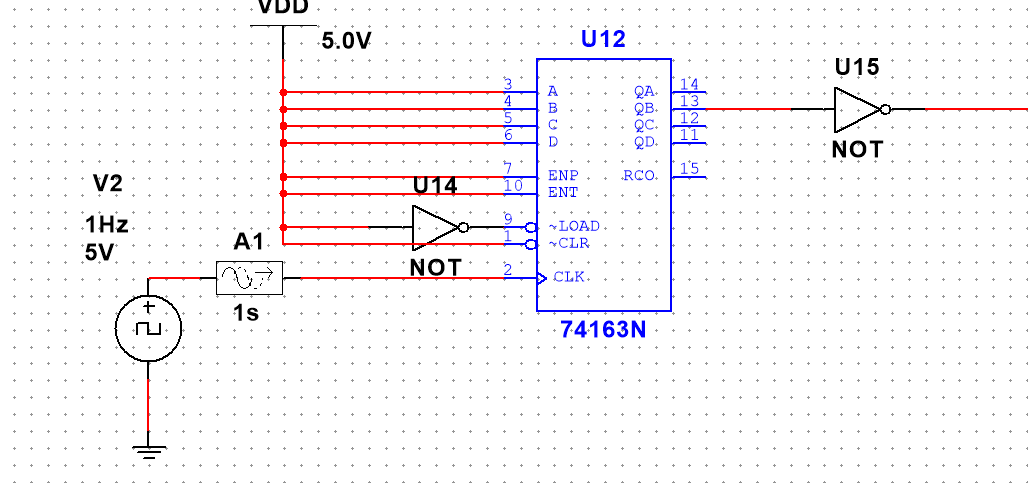 VDD
5.0V
U12
U15
3 A QA 14
4 B QB 13
5 C QC 12
6 D QD 11
NOT
7 ENP RCO 15
10 ENT
V2
U14
1Hz
5V
9 ~LOAD
1 ~CLR
A1
NOT
2 CLK
1s
74163N